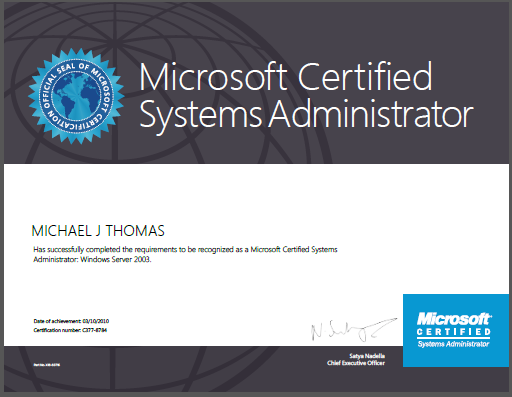 OFFICIAL SEAL OF MICROSOFT CERTIFICATION
Microsoft Certified
Systems Administrator
MICHAEL J THOMAS
Has successfully completed the requirements to be recognized as a Microsoft Certified Systems
Administrator: Windows Server 2003.
Date of achievement: 03/10/2010
Certification number: C377-8784
Part No.
Satya Nadella
Chief Executive Officer
Microsoft
CERTIFIED
Systems Administrator